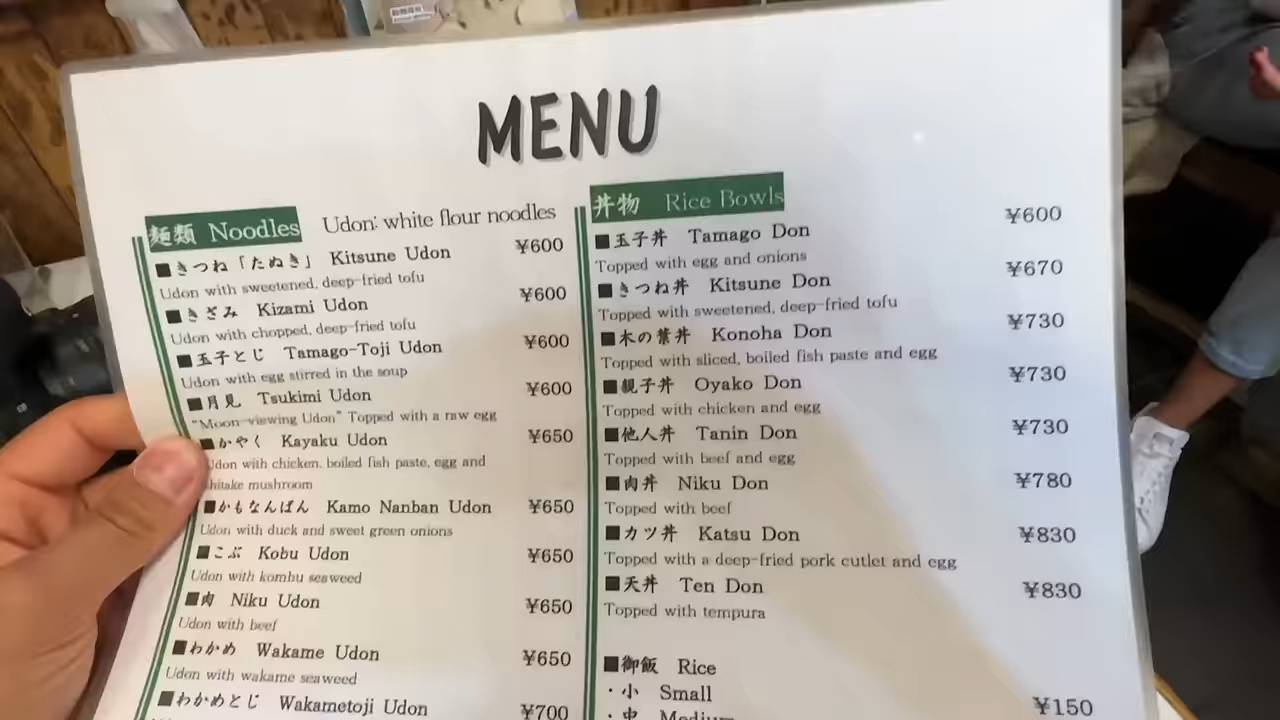 MENU
麺類 Noodles Udon: white flour noodles
■きつね「たぬき」 Kitsune Udon ¥600
Udon with sweetened, deep-fried tofu
■きざみ Kizami Udon ¥600
Udon with chopped, deep-fried tofu
■玉子とじ Tamago-Toji Udon ¥600
Udon with egg stirred in the soup
■月見 Tsukimi Udon ¥600
"Moon-viewing Udon" Topped with a raw egg
■かやく Kayaku Udon ¥650
Udon with chicken, boiled fish paste, egg and
shitake mushroom
■かもなんばん Kamo Nanban Udon ¥650
Udon with duck and sweet green onions
■こぶ Kobu Udon ¥650
Udon with kombu seaweed
■肉 Niku Udon ¥650
Udon with beef
■わかめ Wakame Udon ¥650
Udon with wakame seaweed
■わかめとじ Wakametoji Udon ¥700
丼物 Rice Bowls
■玉子丼 Tamago Don ¥600
Topped with egg and onions
■きつね丼 Kitsune Don ¥670
Topped with sweetened, deep-fried tofu
■木の葉丼 Konoha Don ¥730
Topped with sliced, boiled fish paste and egg
■親子丼 Oyako Don ¥730
Topped with chicken and egg
■他人丼 Tanin Don ¥730
Topped with beef and egg
■肉丼 Niku Don ¥780
Topped with beef
■カツ丼 Katsu Don ¥830
Topped with a deep-fried pork cutlet and egg
■天丼 Ten Don ¥830
Topped with tempura
■御飯 Rice
・小 Small ¥150
・中 Medium